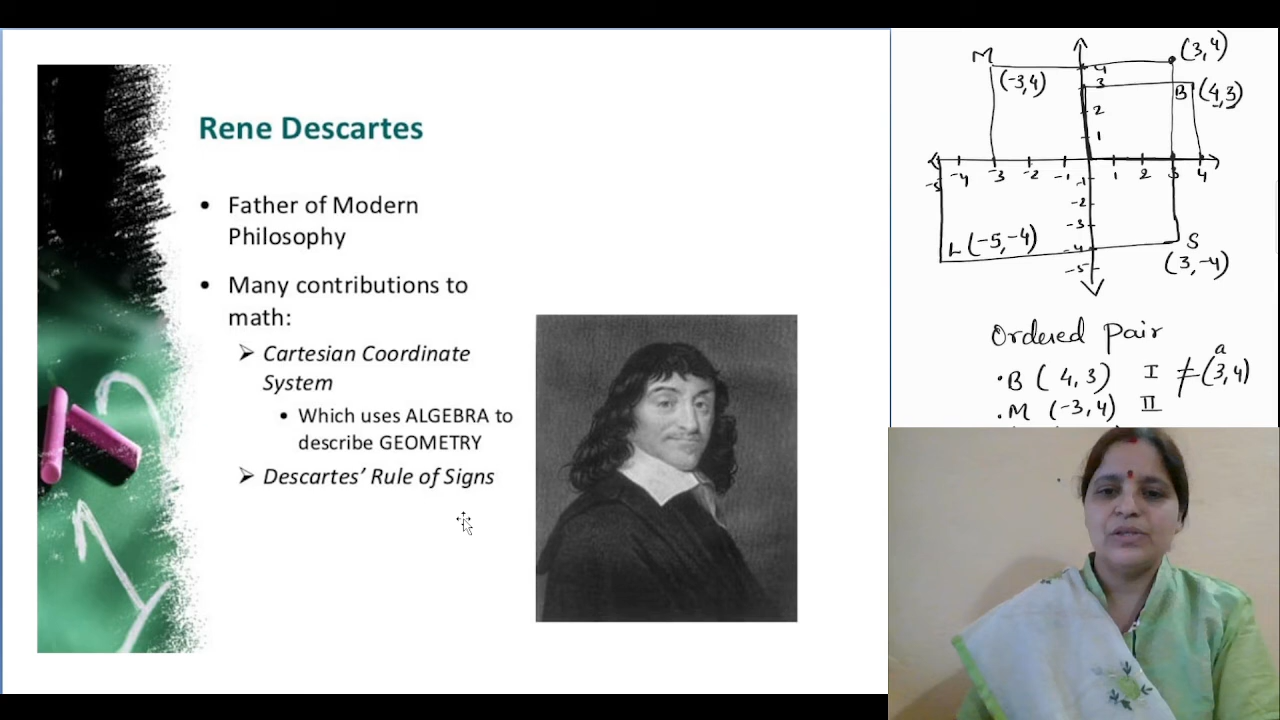 Rene Descartes
• Father of Modern
Philosophy
• Many contributions to
math:
➢ Cartesian Coordinate
System
• Which uses ALGEBRA to
describe GEOMETRY
➢ Descartes' Rule of Signs
M
(3,4)
(-3,4)
4
3
B (4,3)
2
1
-5 -4 -3 -2 -1 1 2 3 4
-1
-2
-3
L (-5,-4)
-4
S
(3,-4)
-5
Ordered pair
a
• B (4,3) I ≠ (3,4)
• M (-3,4) II